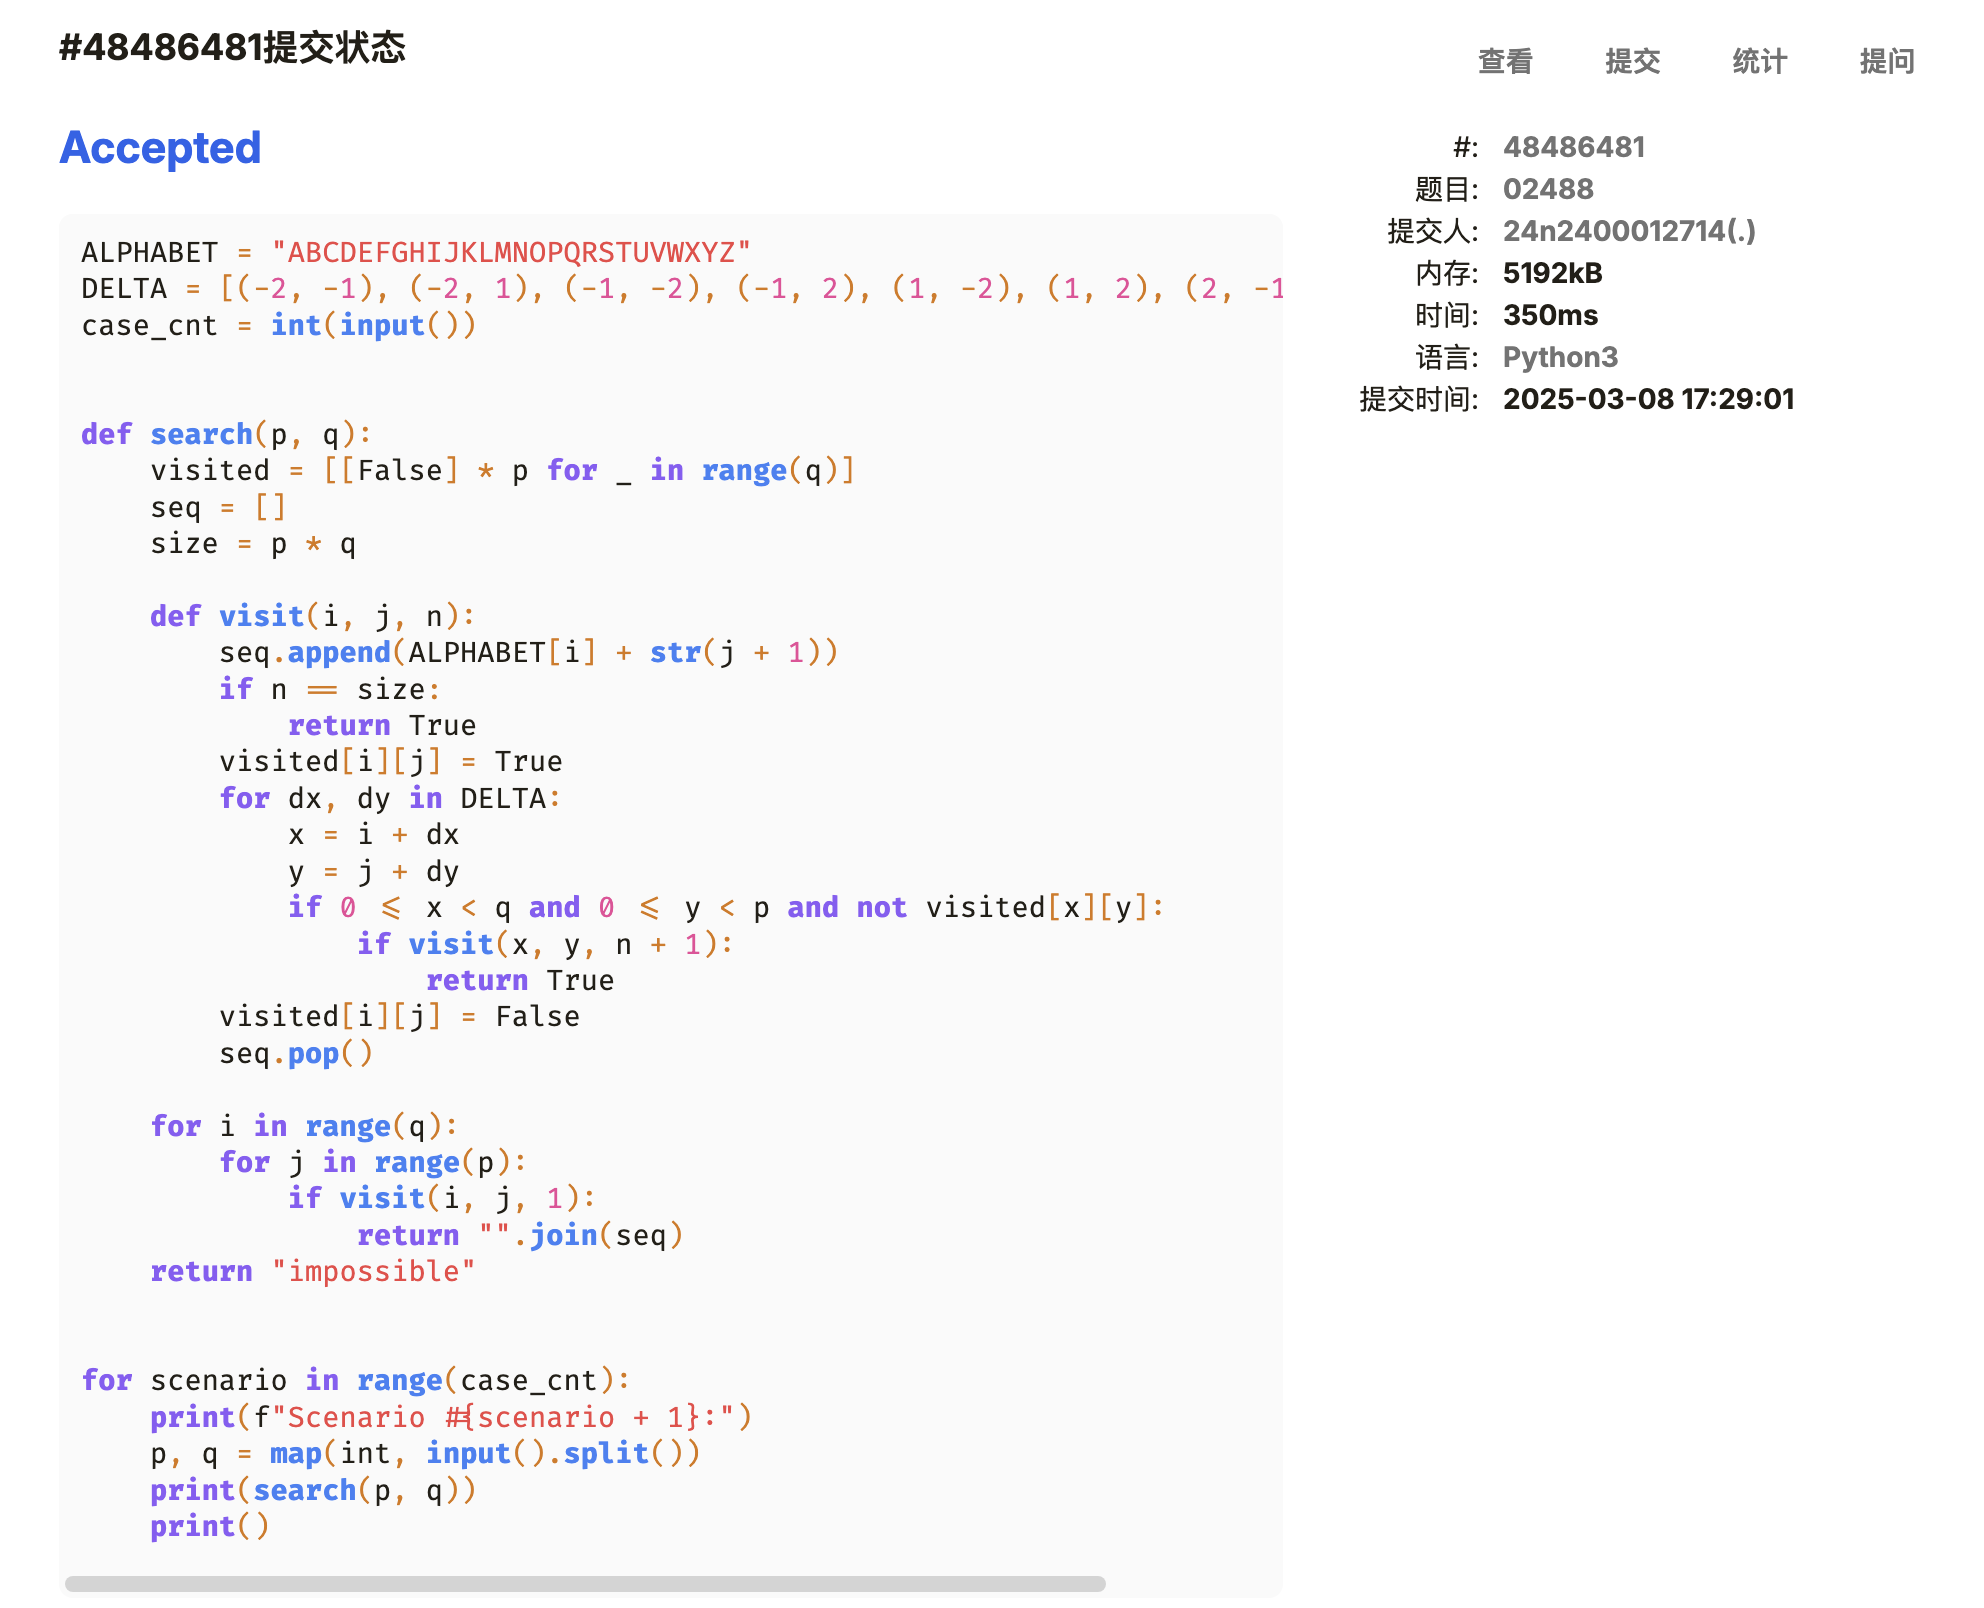 #48486481提交状态
查看 提交 统计 提问
Accepted
ALPHABET = "ABCDEFGHIJKLMNOPQRSTUVWXYZ"
DELTA = [(-2, -1), (-2, 1), (-1, -2), (-1, 2), (1, -2), (1, 2), (2, -1
case_cnt = int(input())
def search(p, q):
    visited = [[False] * p for _ in range(q)]
    seq = []
    size = p * q
    def visit(i, j, n):
        seq.append(ALPHABET[i] + str(j + 1))
        if n == size:
            return True
        visited[i][j] = True
        for dx, dy in DELTA:
            x = i + dx
            y = j + dy
            if 0 <= x < q and 0 <= y < p and not visited[x][y]:
                if visit(x, y, n + 1):
                    return True
        visited[i][j] = False
        seq.pop()
    for i in range(q):
        for j in range(p):
            if visit(i, j, 1):
                return "".join(seq)
    return "impossible"
for scenario in range(case_cnt):
    print(f"Scenario #{scenario + 1}:")
    p, q = map(int, input().split())
    print(search(p, q))
    print()
#: 48486481
题目: 02488
提交人: 24n2400012714(.)
内存: 5192kB
时间: 350ms
语言: Python3
提交时间: 2025-03-08 17:29:01